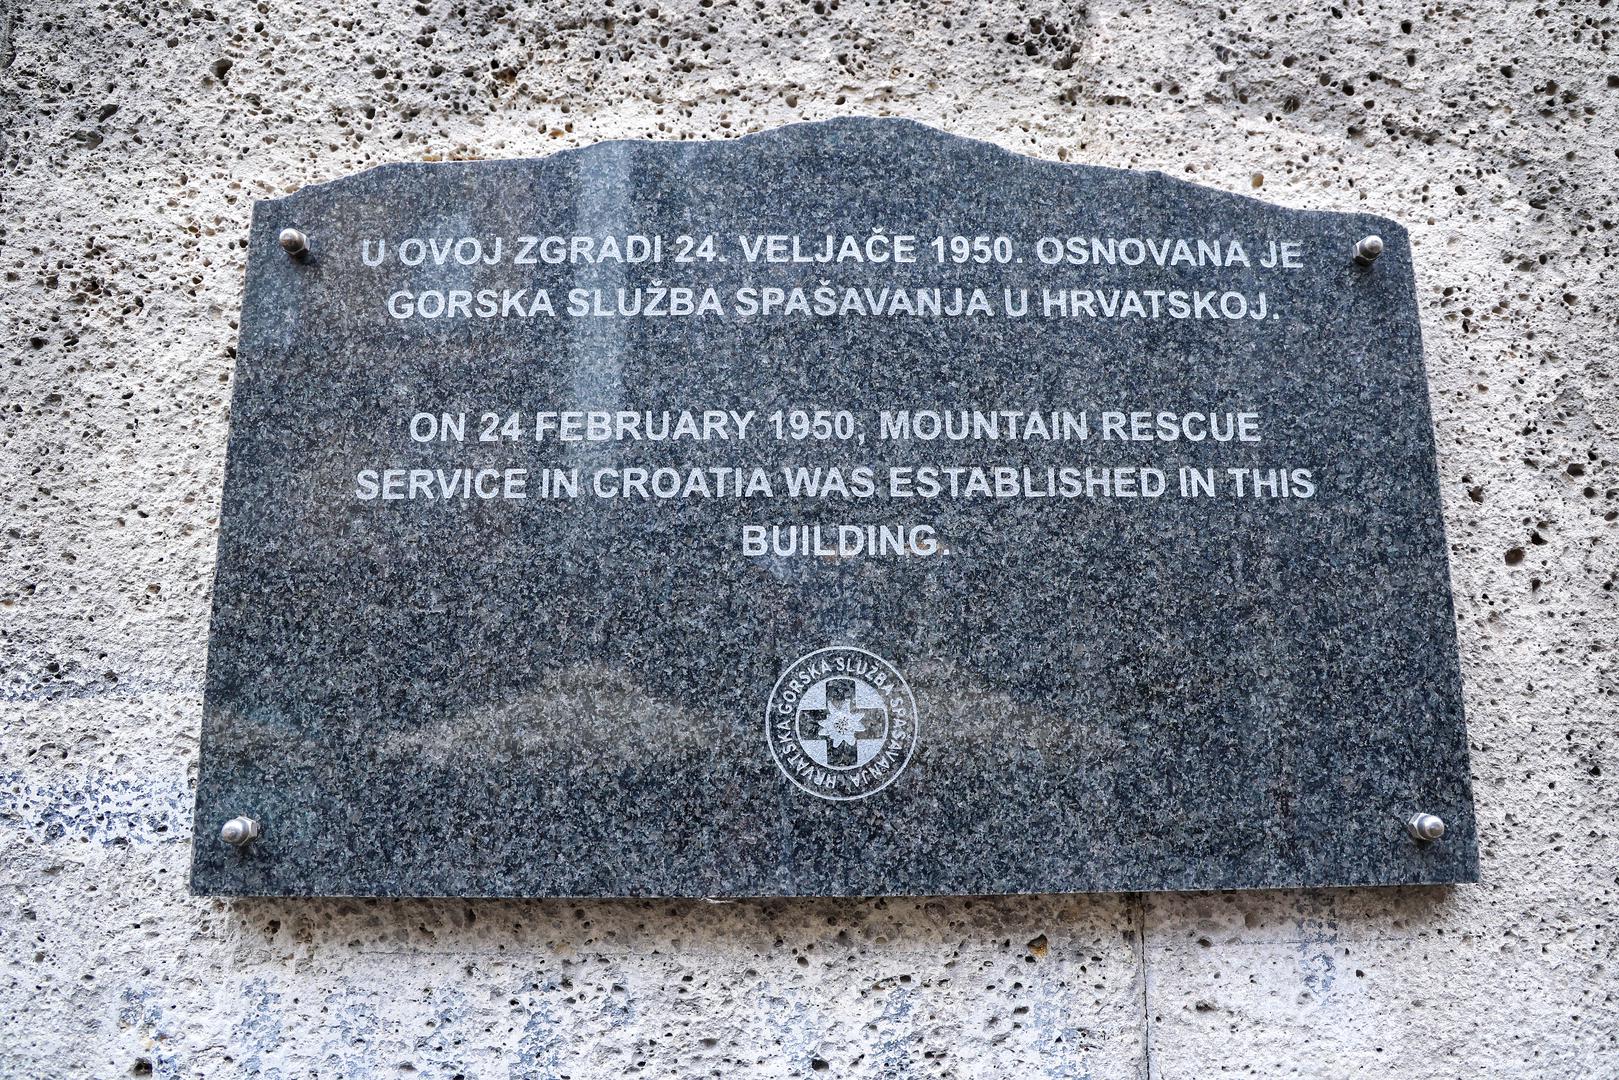 U OVOJ ZGRADI 24. VELJAČE 1950. OSNOVANA JE
GORSKA SLUŽBA SPAŠAVANJA U HRVATSKOJ.
ON 24 FEBRUARY 1950, MOUNTAIN RESCUE
SERVICE IN CROATIA WAS ESTABLISHED IN THIS
BUILDING.
HRVATSKA GORSKA SLUŽBA SPAŠAVANJA